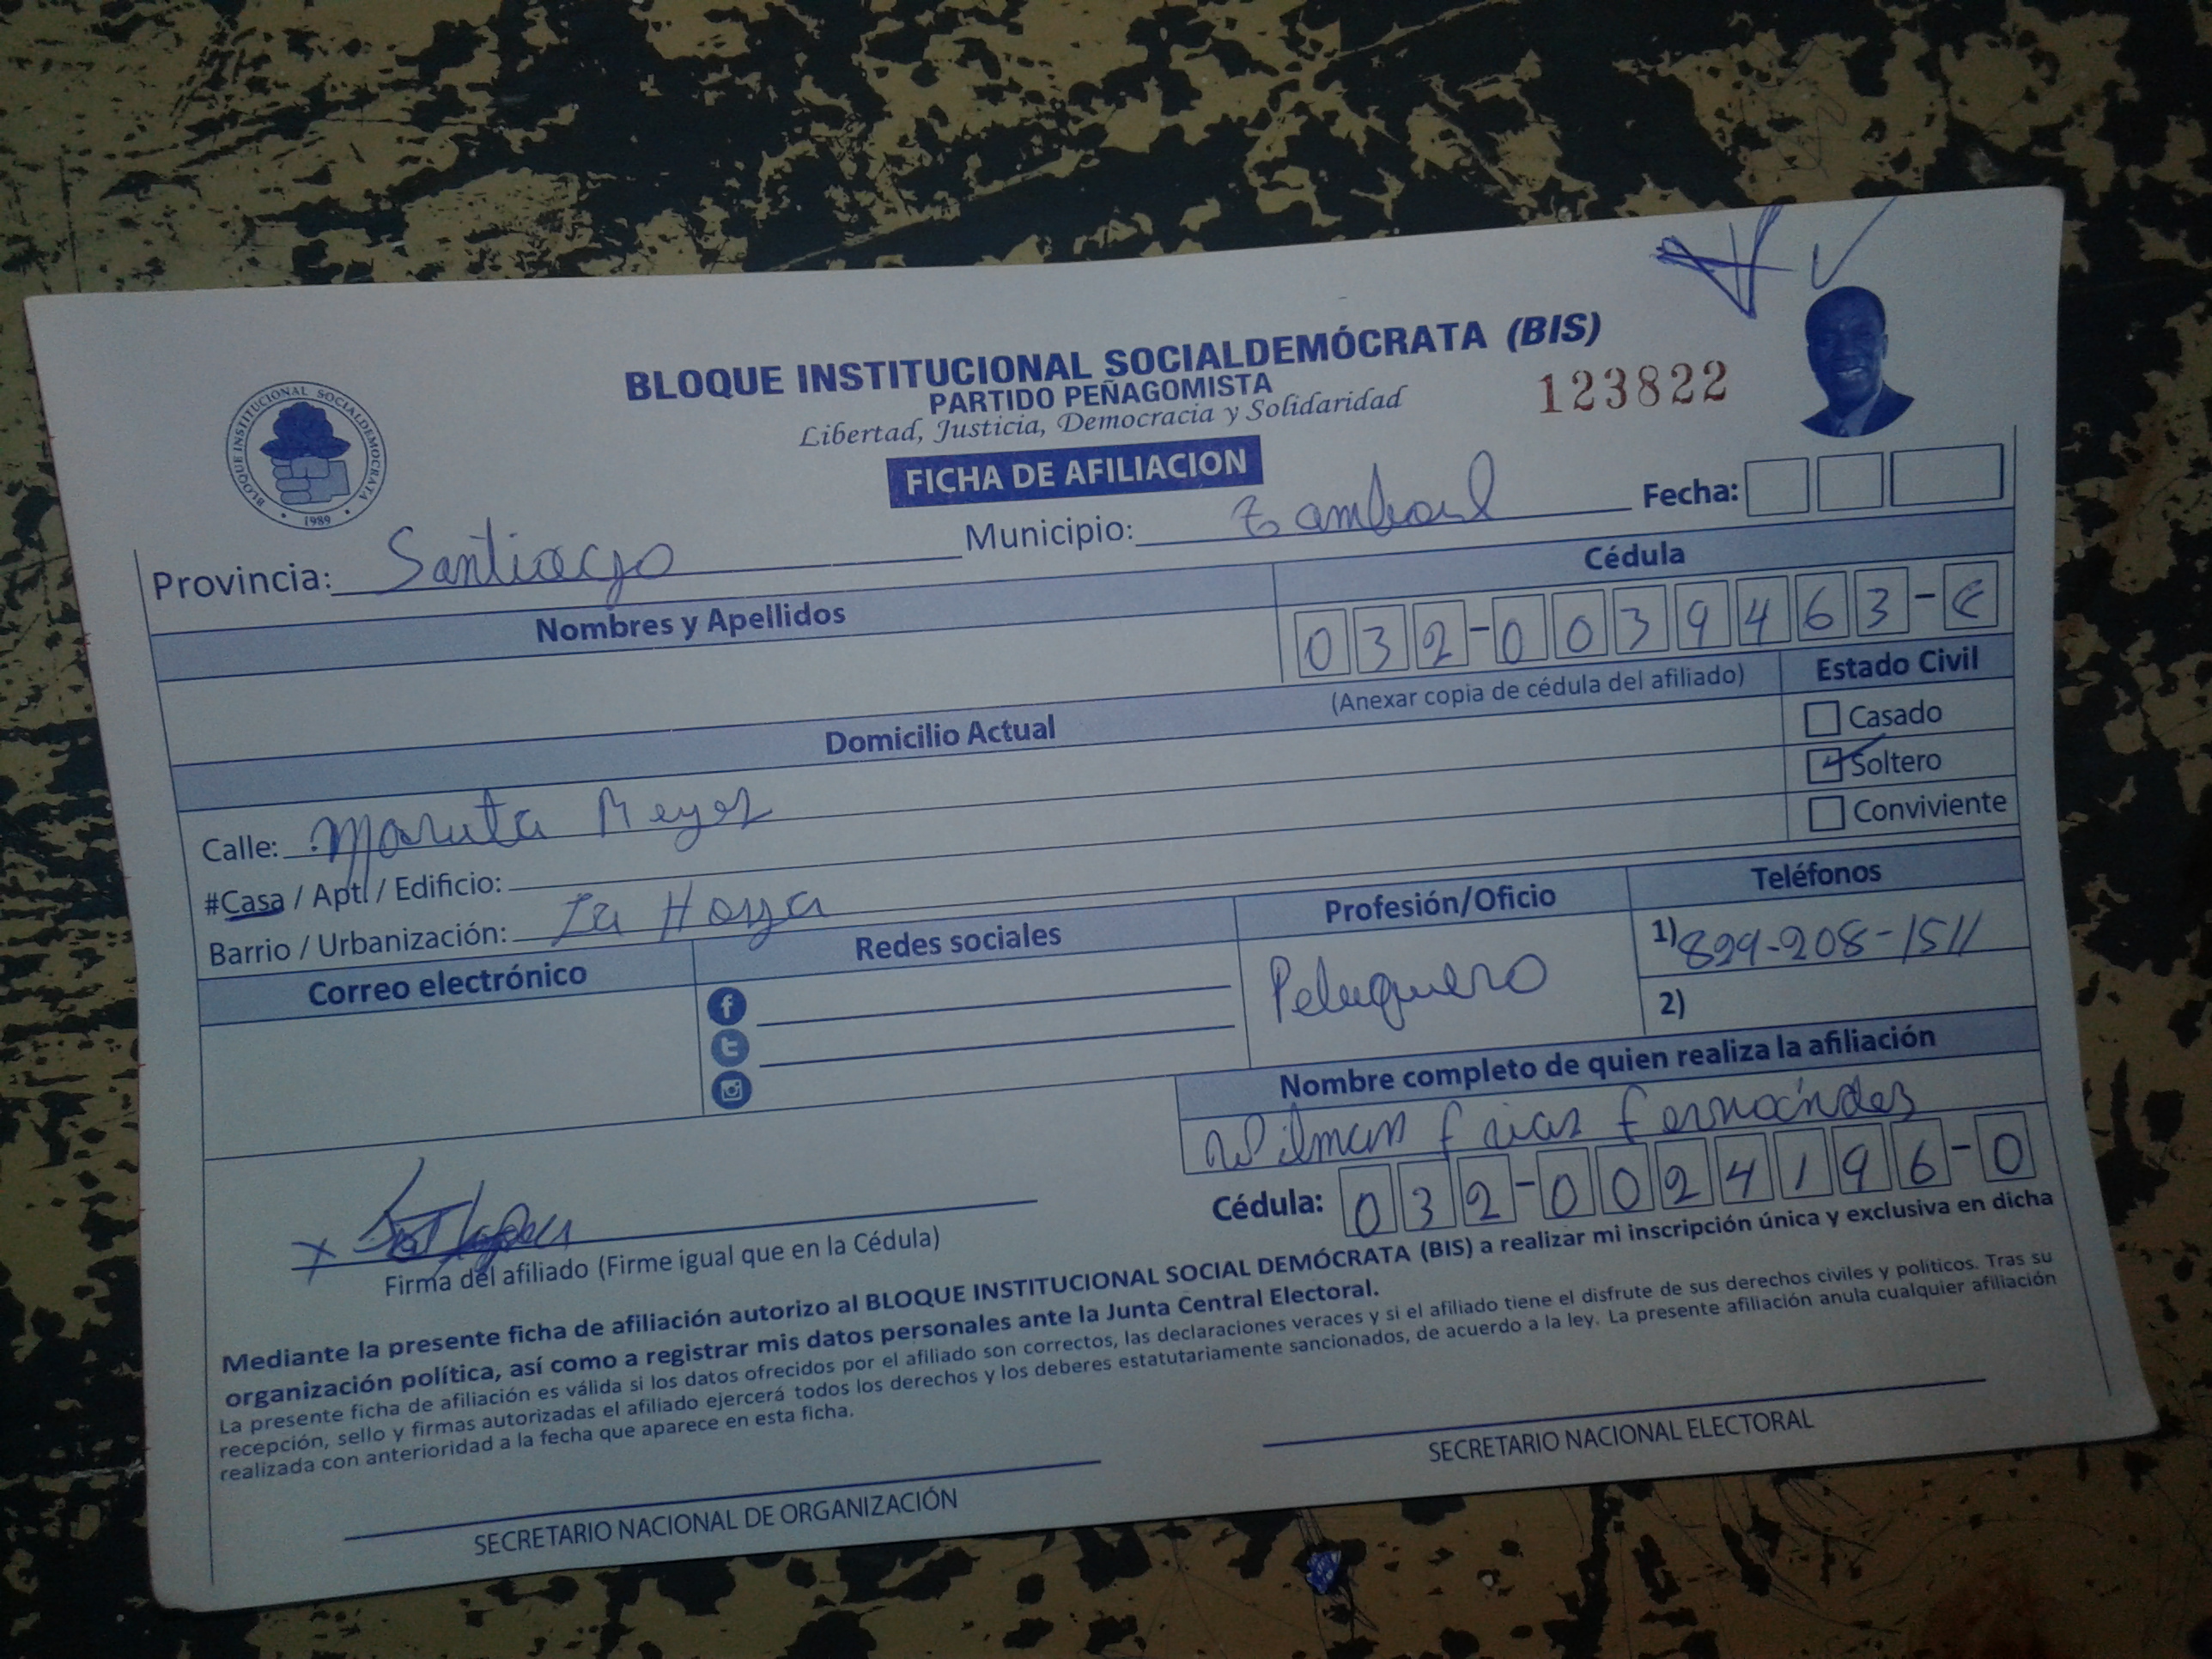 BLOQUE INSTITUCIONAL SOCIALDEMÓCRATA (BIS)
PARTIDO PEÑAGOMISTA
Libertad, Justicia, Democracia y Solidaridad
123822
BLOQUE INSTITUCIONAL SOCIALDEMOCRATA
1989
FICHA DE AFILIACION
Provincia: Santiago Municipio: Fecha:
Nombres y Apellidos Cédula
032-0039463-
(Anexar copia de cédula del afiliado)
Domicilio Actual Estado Civil
Casado
Soltero
Conviviente
Calle: Reyes
#Casa / Apt. / Edificio:
Barrio / Urbanización: La Hoya
Correo electrónico Redes sociales Profesión/Oficio Teléfonos
Peluquero
1) 829-208-1511
2)
Nombre completo de quien realiza la afiliación
Wilman frias fernández
Cédula: 032-0024196-0
X
Firma del afiliado (Firme igual que en la Cédula)
Mediante la presente ficha de afiliación autorizo al BLOQUE INSTITUCIONAL SOCIAL DEMÓCRATA (BIS) a realizar mi inscripción única y exclusiva en dicha
organización política, así como a registrar mis datos personales ante la Junta Central Electoral.
La presente ficha de afiliación es válida si los datos ofrecidos por el afiliado son correctos, las declaraciones veraces y si el afiliado tiene el disfrute de sus derechos civiles y políticos. Tras su
recepción, sello y firmas autorizadas el afiliado ejercerá todos los derechos y los deberes estatutariamente sancionados, de acuerdo a la ley. La presente afiliación anula cualquier afiliación
realizada con anterioridad a la fecha que aparece en esta ficha.
SECRETARIO NACIONAL DE ORGANIZACIÓN
SECRETARIO NACIONAL ELECTORAL